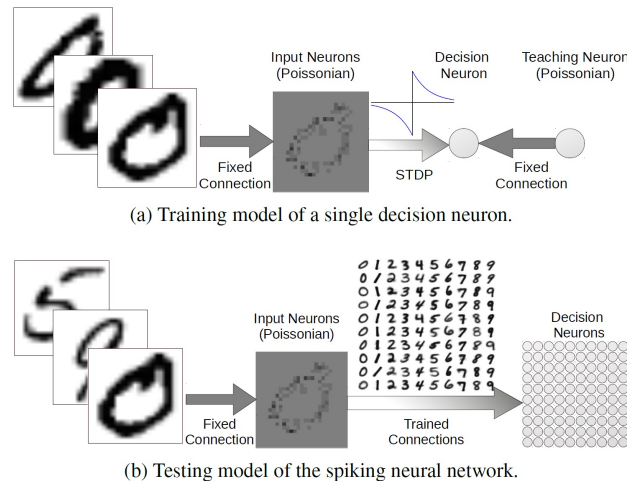 Input Neurons
(Poissonian)
Decision
Neuron
Teaching Neuron
(Poissonian)
Fixed
Connection
STDP
Fixed
Connection
(a) Training model of a single decision neuron.
Input Neurons
(Poissonian)
0 1 2 3 4 5 6 7 8 9
0 1 2 3 4 5 6 7 8 9
0 1 2 3 4 5 6 7 8 9
0 1 2 3 4 5 6 7 8 9
0 1 2 3 4 5 6 7 8 9
0 1 2 3 4 5 6 7 8 9
0 1 2 3 4 5 6 7 8 9
0 1 2 3 4 5 6 7 8 9
0 1 2 3 4 5 6 7 8 9
0 1 2 3 4 5 6 7 8 9
Decision
Neurons
Fixed
Connection
Trained
Connections
(b) Testing model of the spiking neural network.